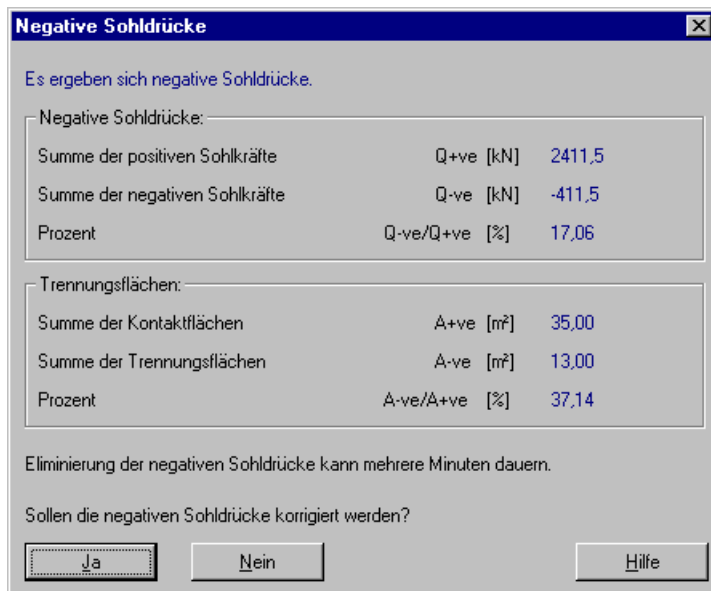 Negative Sohldrücke
Es ergeben sich negative Sohldrücke.
Negative Sohldrücke:
Summe der positiven Sohlkräfte Q+ve [kN] 2411,5
Summe der negativen Sohlkräfte Q-ve [kN] -411,5
Prozent Q-ve/Q+ve [%] 17,06
Trennungsflächen:
Summe der Kontaktflächen A+ve [m²] 35,00
Summe der Trennungsflächen A-ve [m²] 13,00
Prozent A-ve/A+ve [%] 37,14
Eliminierung der negativen Sohldrücke kann mehrere Minuten dauern.
Sollen die negativen Sohldrücke korrigiert werden?
Ja Nein Hilfe